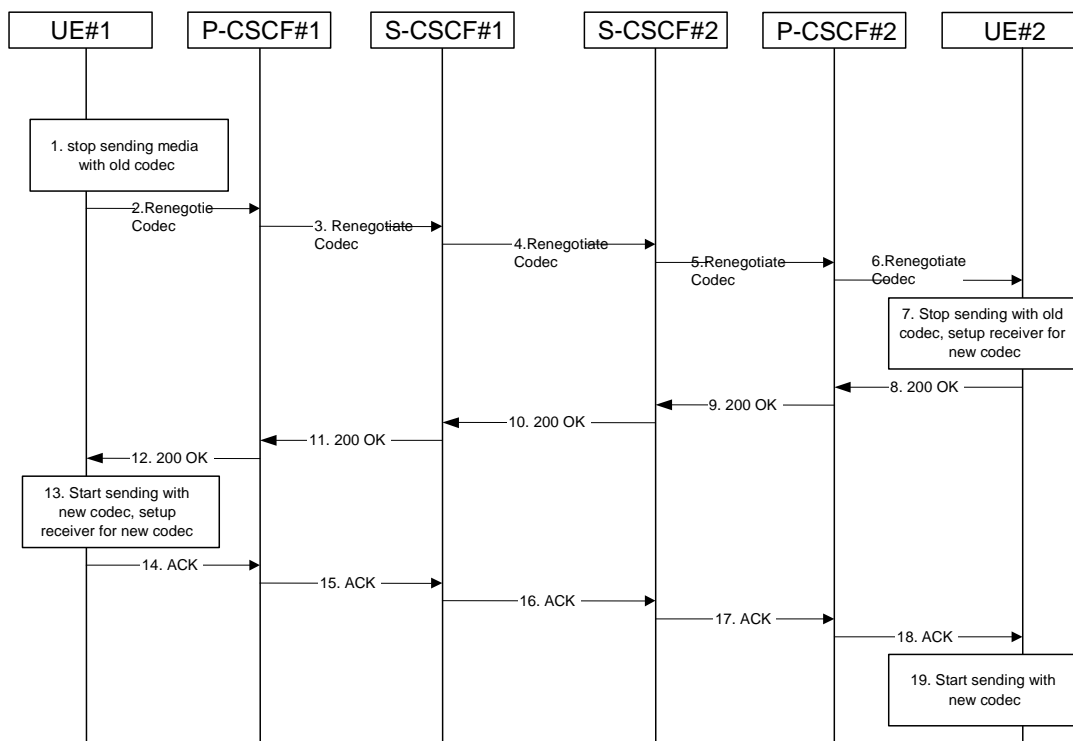 UE#1 P-CSCF#1 S-CSCF#1 S-CSCF#2 P-CSCF#2 UE#2
1. stop sending media
with old codec
2.Renegotie
Codec
3. Renegotiate
Codec
4.Renegotiate
Codec
5.Renegotiate
Codec
6.Renegotiate
Codec
7. Stop sending with old
codec, setup receiver for
new codec
8. 200 OK
9. 200 OK
10. 200 OK
11. 200 OK
12. 200 OK
13. Start sending with
new codec, setup
receiver for new codec
14. ACK
15. ACK
16. ACK
17. ACK
18. ACK
19. Start sending with
new codec